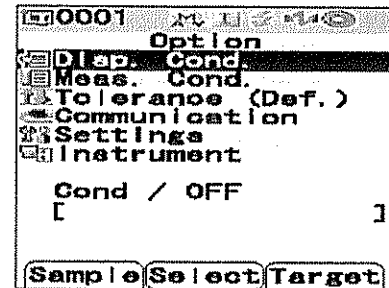 0001
Option
Disp. Cond.
Meas. Cond.
Tolerance (Def.)
Communication
Settings
Instrument
Cond / OFF
[ ]
Sample Select Target